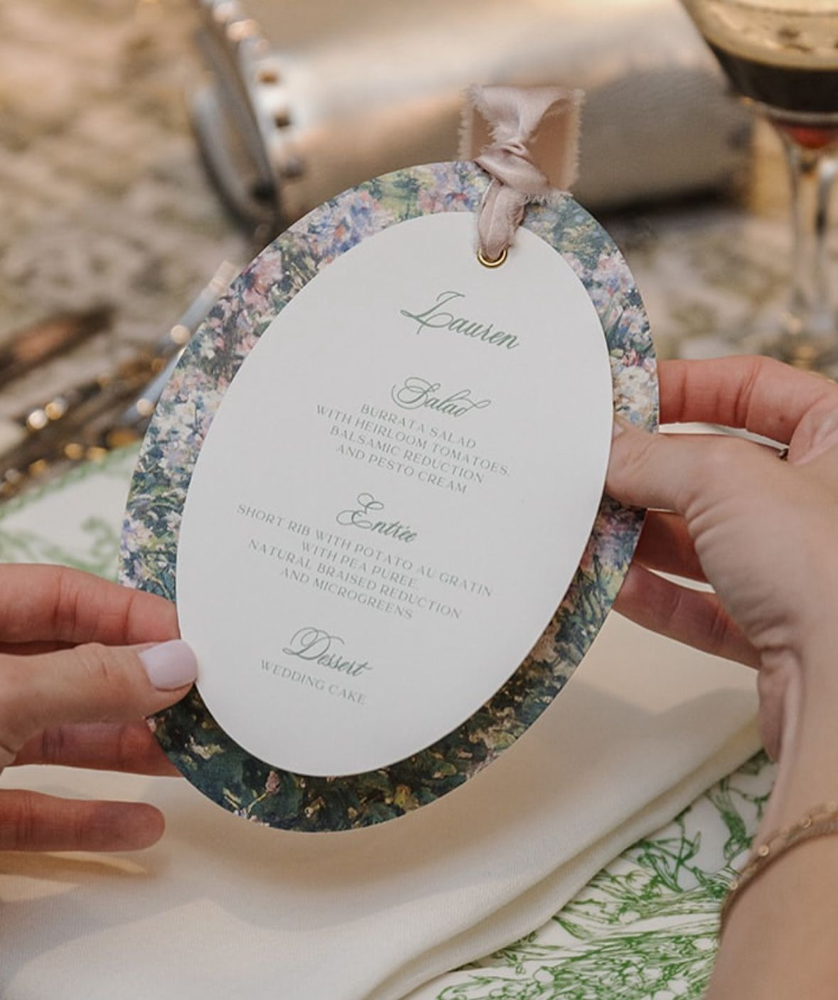 Lauren
Salad
BURRATA SALAD
WITH HEIRLOOM TOMATOES,
BALSAMIC REDUCTION
AND PESTO CREAM
Entrée
SHORT RIB WITH POTATO AU GRATIN
WITH PEA PUREE,
NATURAL BRAISED REDUCTION
AND MICROGREENS
Dessert
WEDDING CAKE